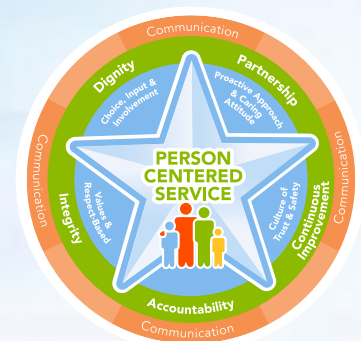 Communication
Dignity
Partnership
Choice, Input &
Involvement
Proactive Approach
& Caring
Attitude
Communication
Communication
PERSON
CENTERED
SERVICE
Values &
Respect-Based
Culture of
Trust & Safety
Integrity
Continuous
Improvement
Accountability
Communication